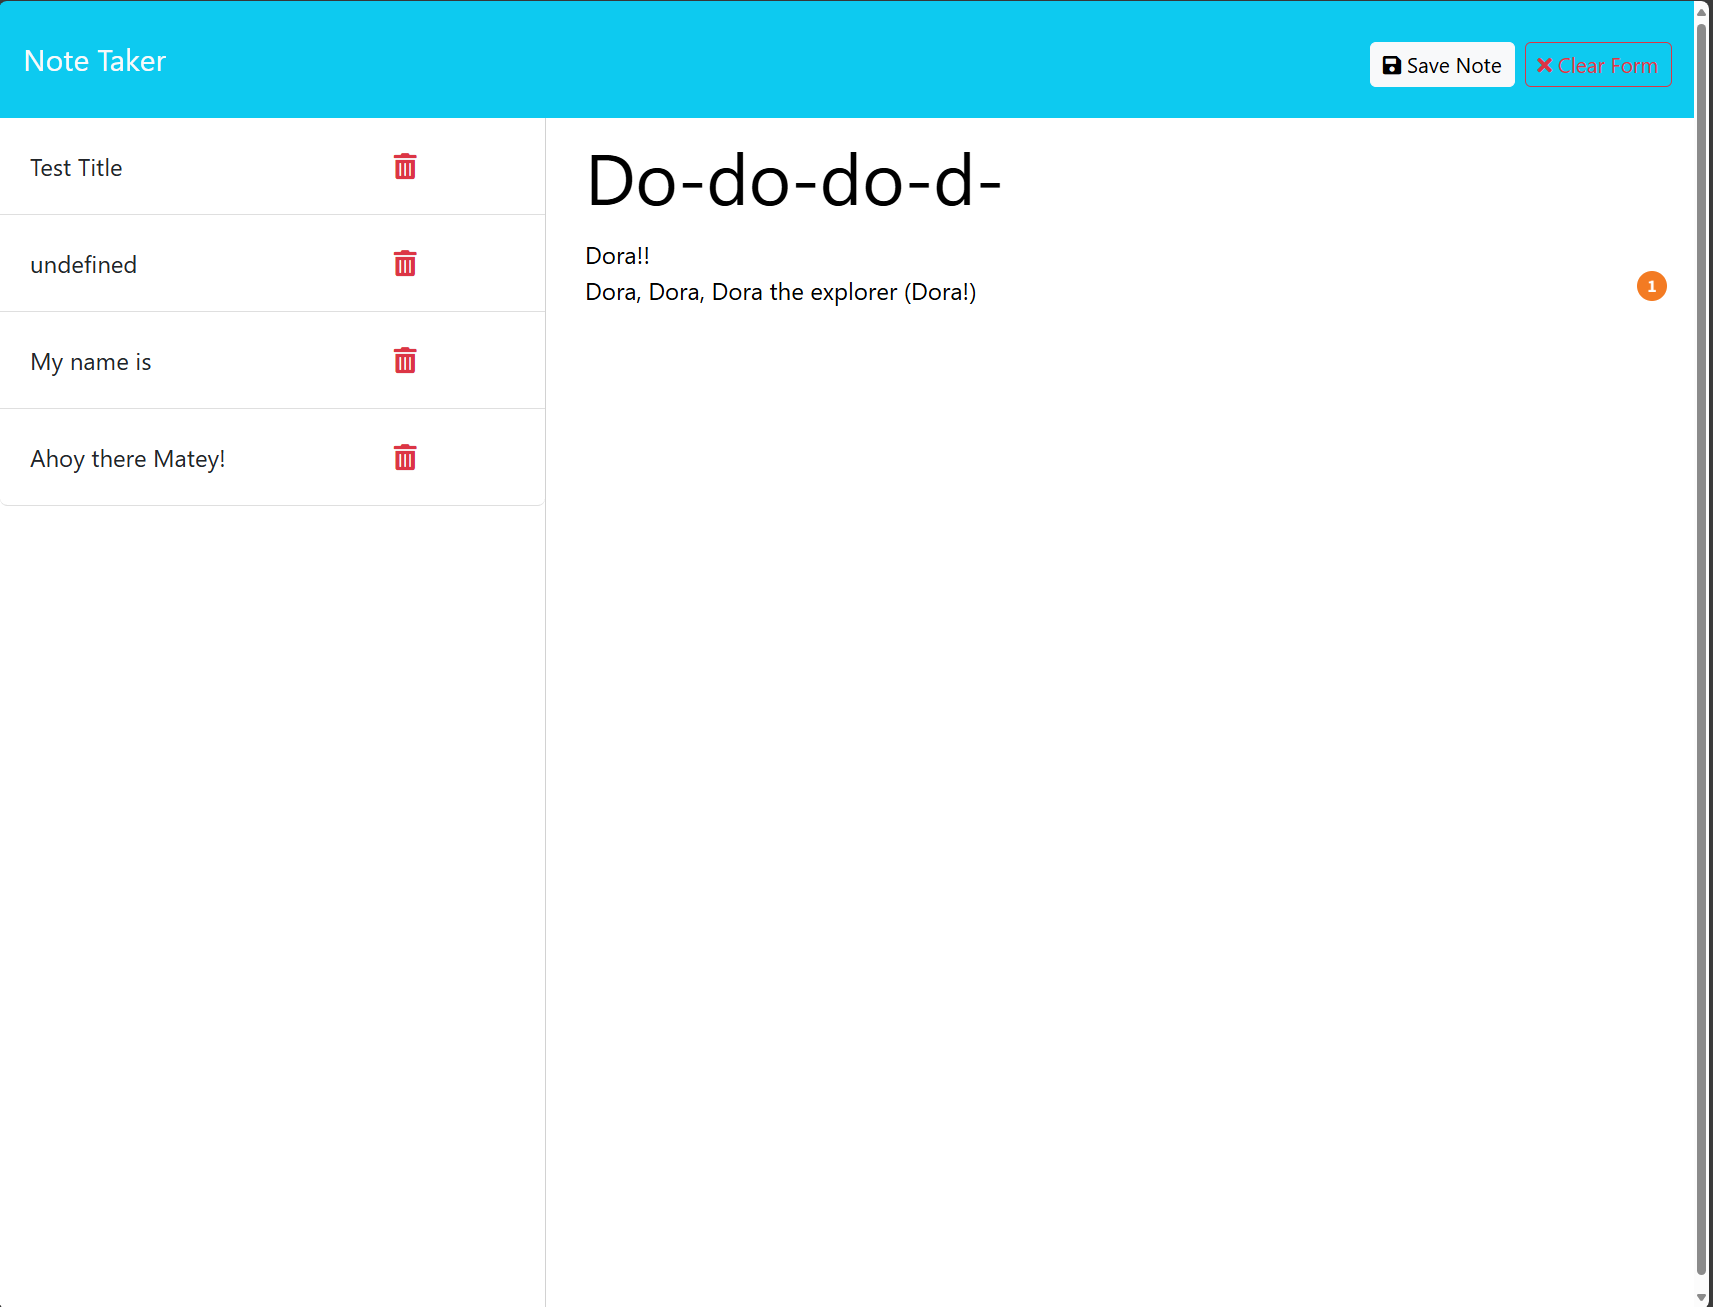 Note Taker
Save Note
Clear Form
Test Title
undefined
My name is
Ahoy there Matey!
Do-do-do-d-
Dora!!
Dora, Dora, Dora the explorer (Dora!)
1